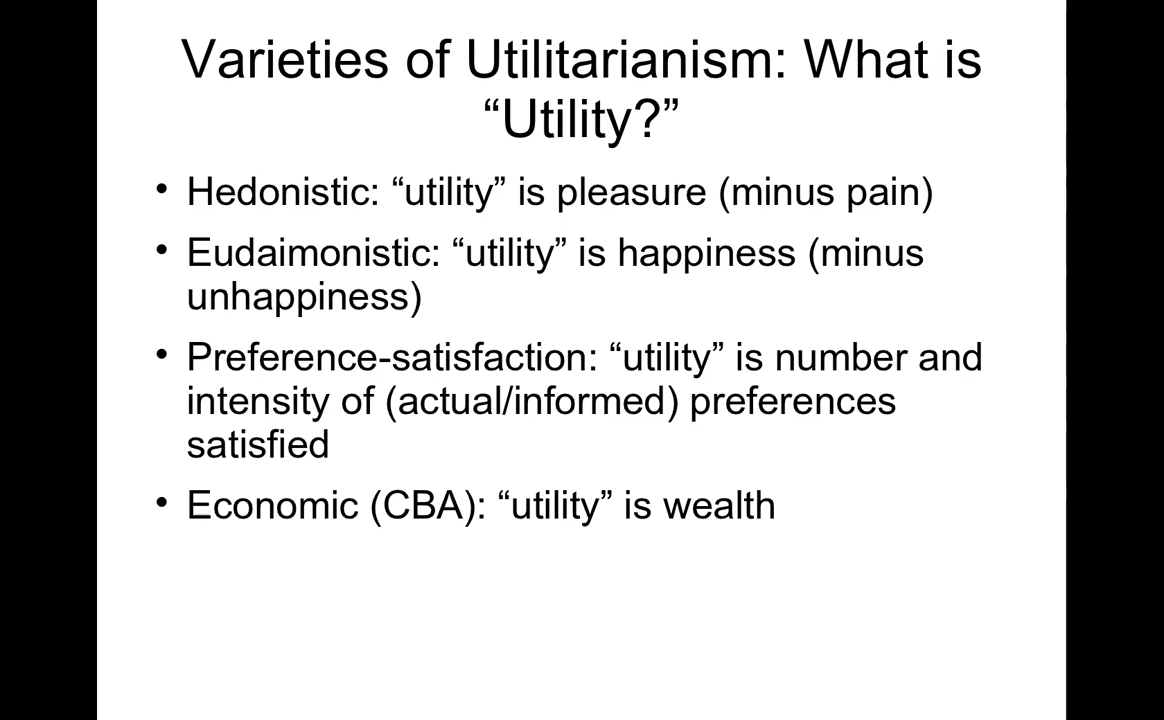 Varieties of Utilitarianism: What is
“Utility?”
• Hedonistic: “utility” is pleasure (minus pain)
• Eudaimonistic: “utility” is happiness (minus
unhappiness)
• Preference-satisfaction: “utility” is number and
intensity of (actual/informed) preferences
satisfied
• Economic (CBA): “utility” is wealth